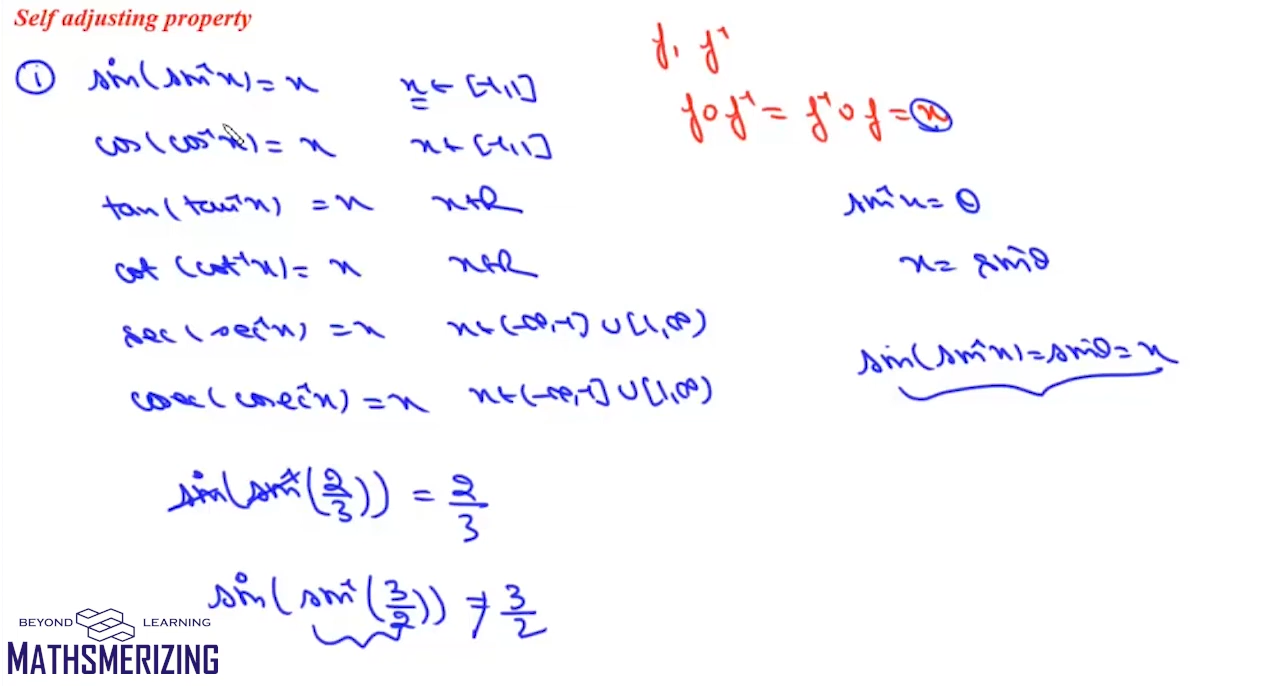 Self adjusting property
① sin(sin⁻¹x) = x x ∈ [-1,1]
cos(cos⁻¹x) = x x ∈ [-1,1]
tan(tan⁻¹x) = x x∈R
cot(cot⁻¹x) = x x∈R
sec(sec⁻¹x) = x x∈(-∞,-1] ∪ [1,∞)
cosec(cosec⁻¹x) = x x∈(-∞,-1] ∪ [1,∞)
sin(sin⁻¹(2/3)) = 2/3
sin(sin⁻¹(3/2)) ≠ 3/2
f, f⁻¹
fof⁻¹ = f⁻¹of = x
sin⁻¹x = θ
x = sinθ
sin(sin⁻¹x) = sinθ = x
BEYOND LEARNING
MATHSMERIZING